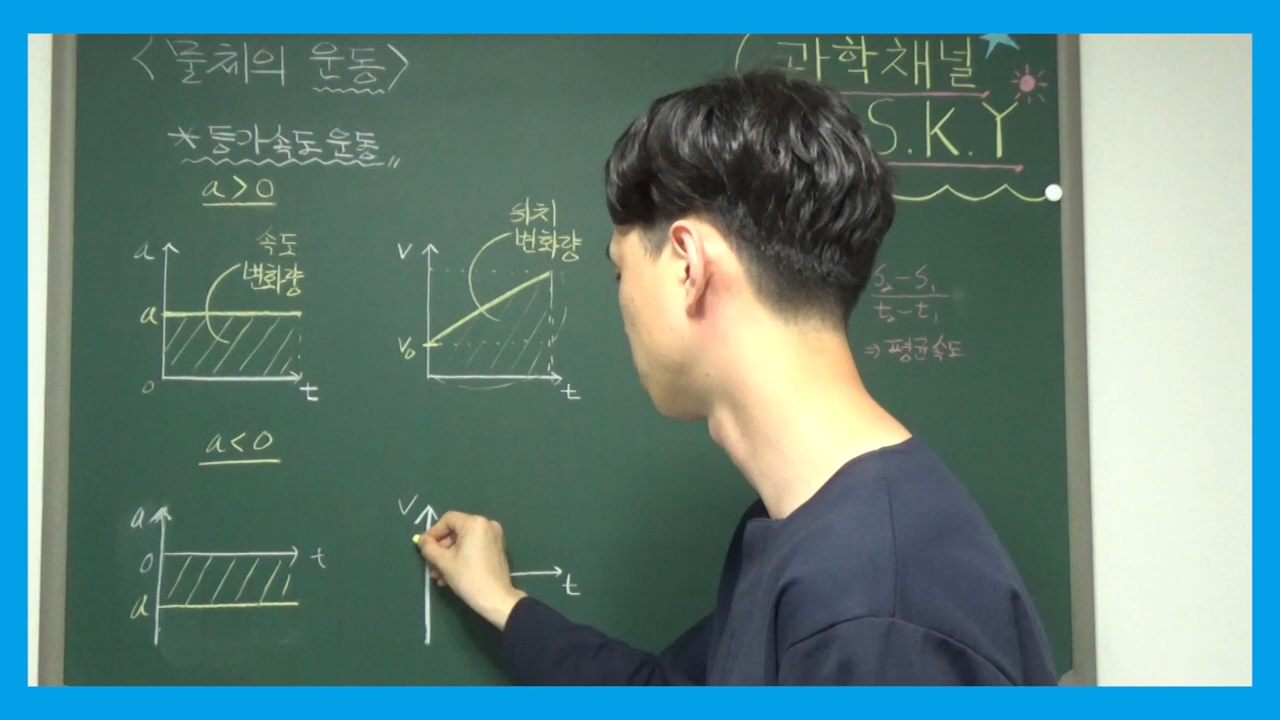 <물체의 운동>
*등가속도 운동
a > 0
a
속도
변화량
a
0
t
v
위치
변화량
v₀
t
a < 0
a
0
t
a
v
t
과학채널
S.K.Y
S₂-S₁
t₂-t₁
⇒ 평균속도